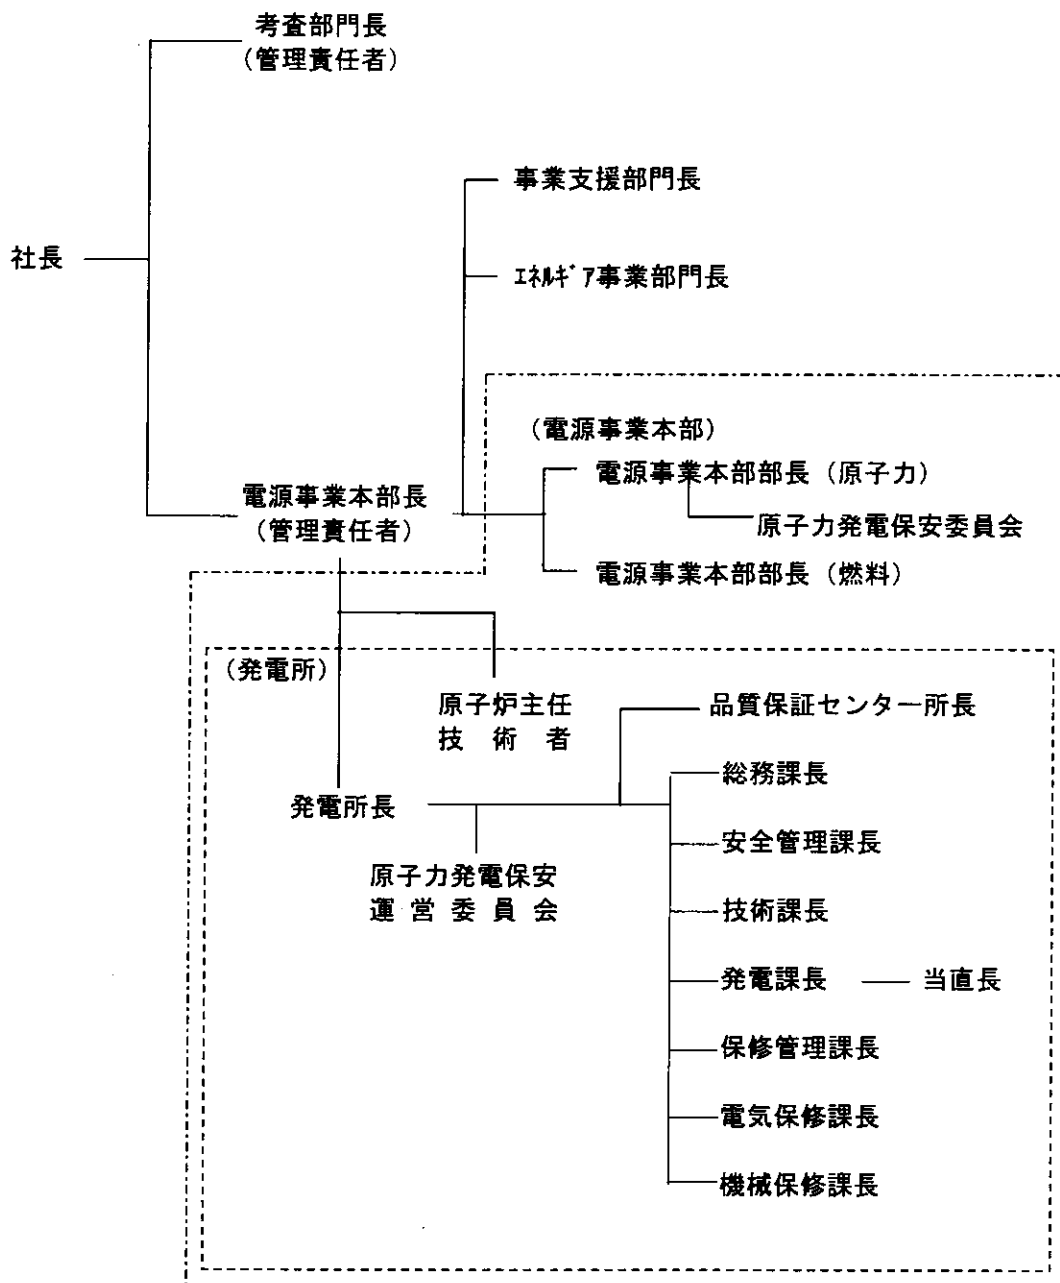 考査部門長
(管理責任者)
事業支援部門長
社長
エネルギア事業部門長
(電源事業本部)
電源事業本部部長(原子力)
電源事業本部長
(管理責任者)
原子力発電保安委員会
電源事業本部部長(燃料)
(発電所)
原子炉主任
技術者
品質保証センター所長
総務課長
発電所長
安全管理課長
原子力発電保安
運営委員会
技術課長
発電課長
当直長
保修管理課長
電気保修課長
機械保修課長